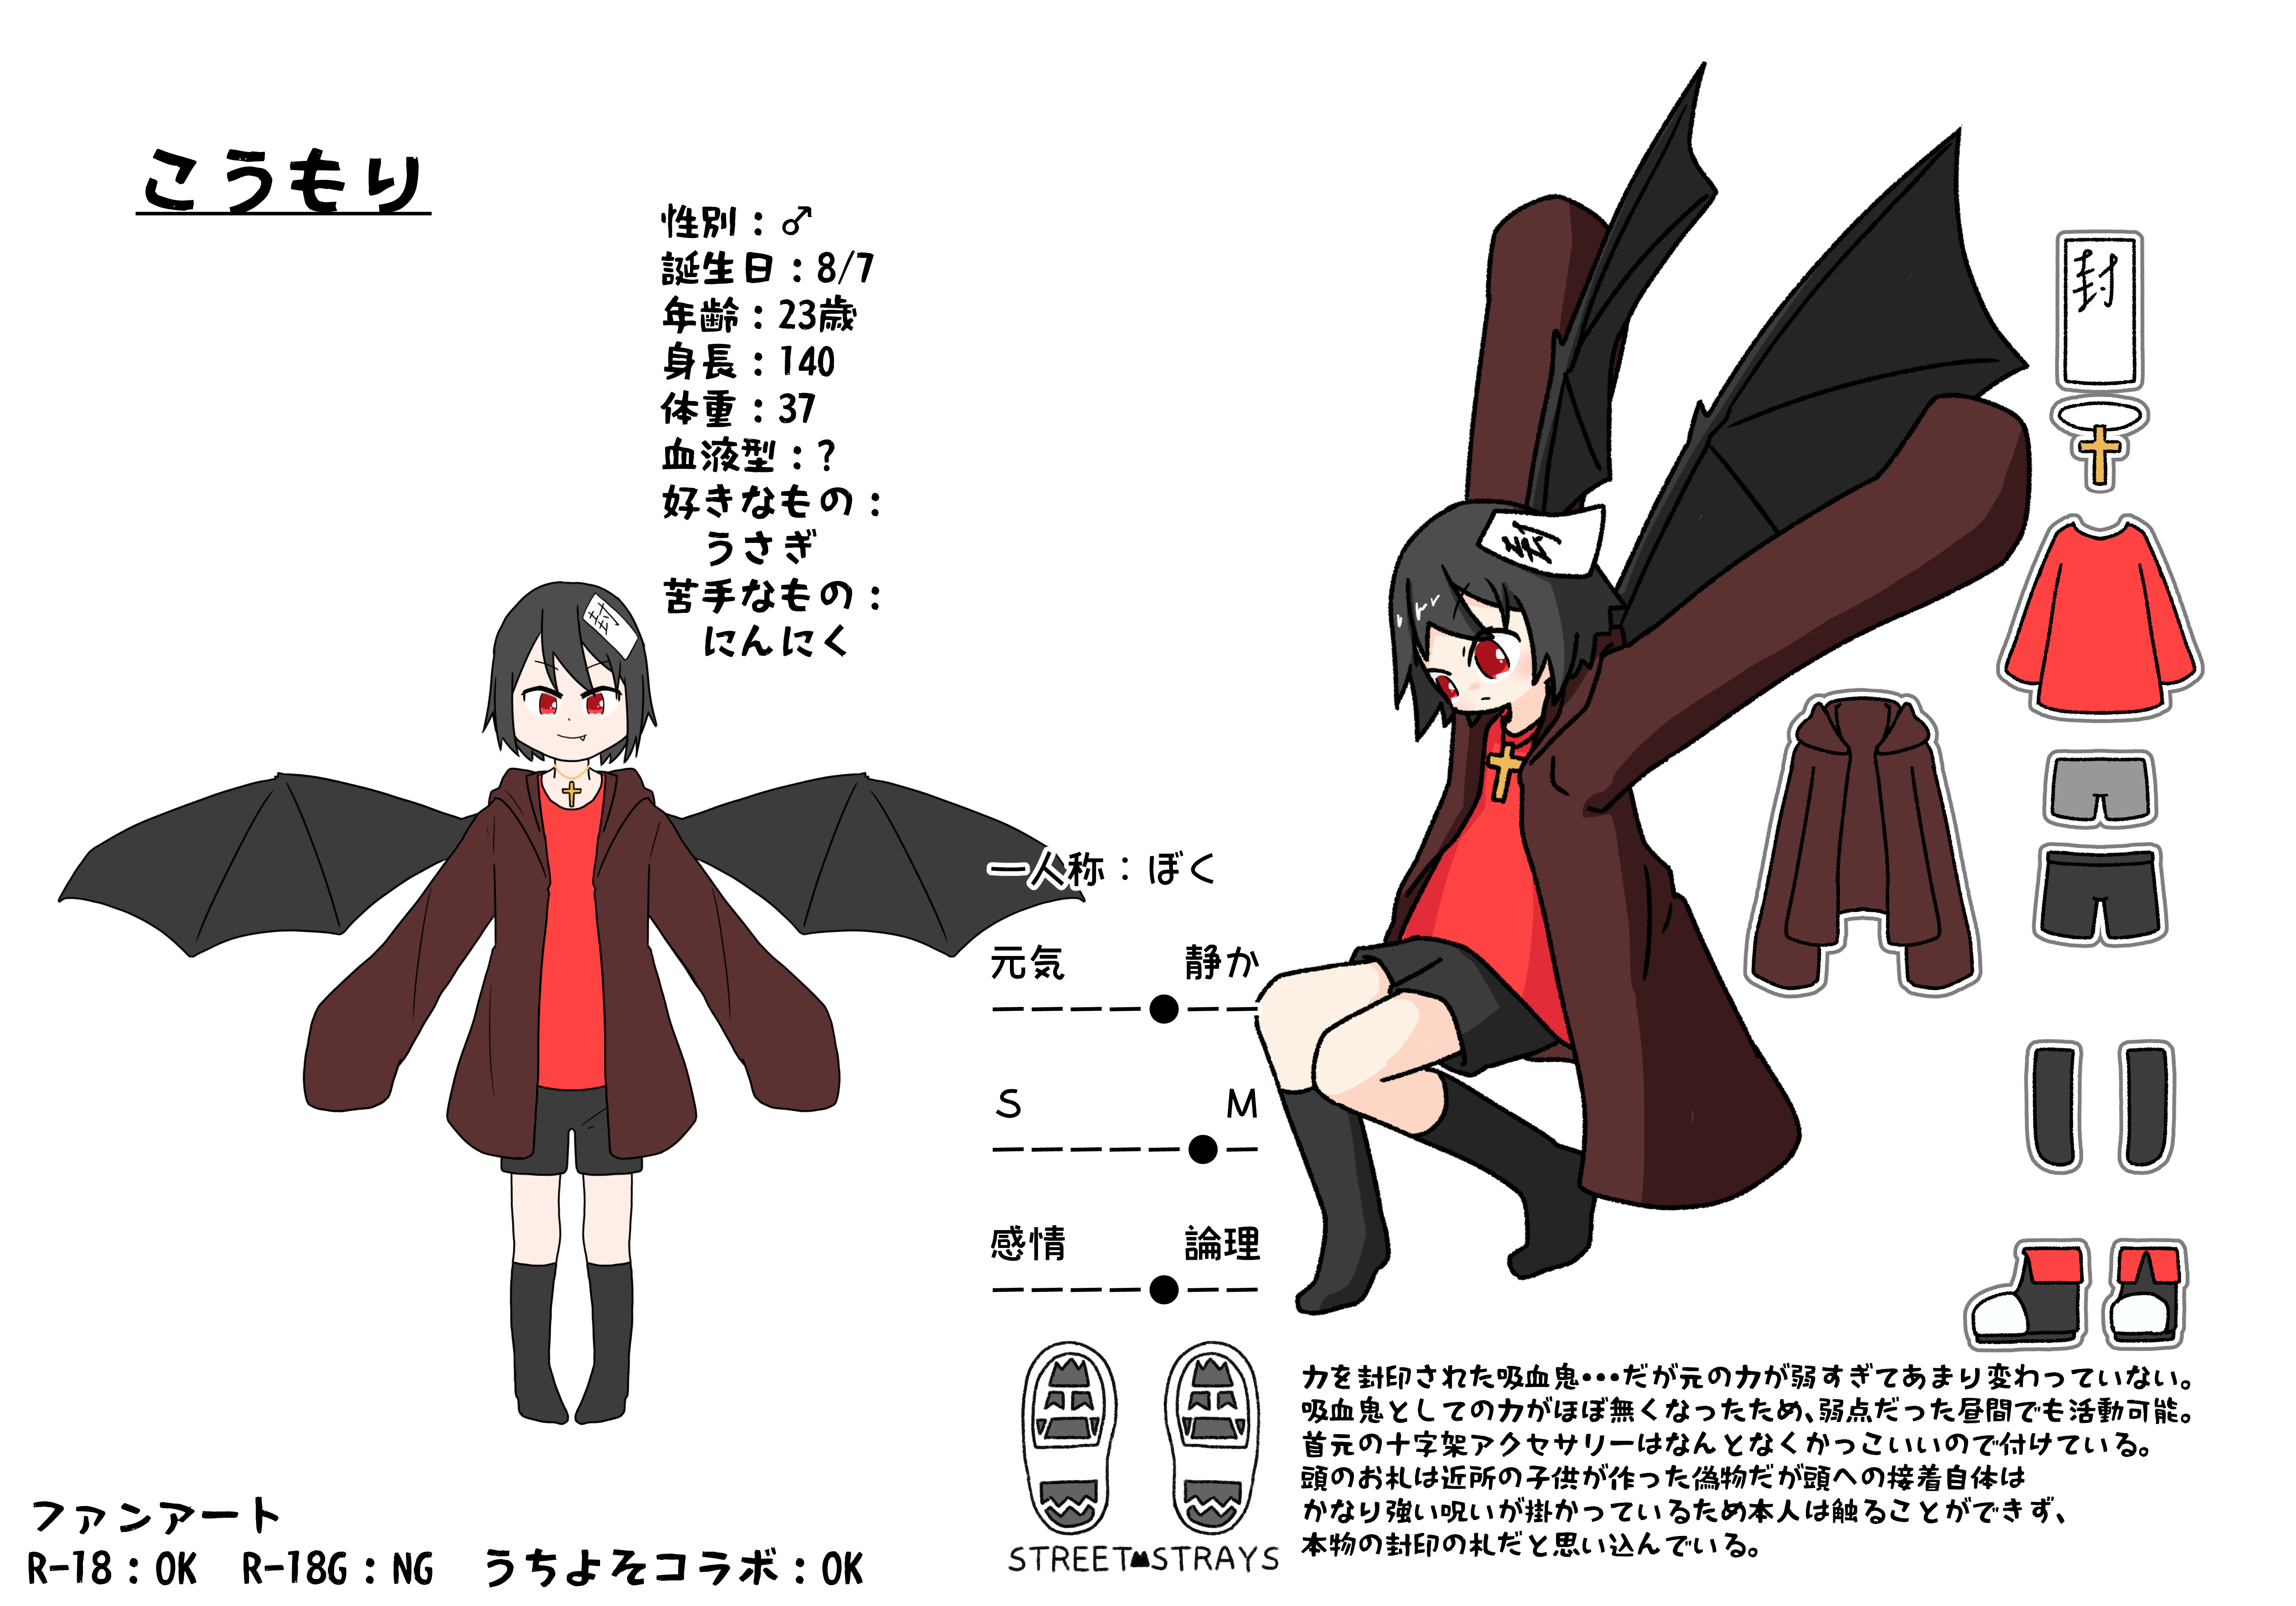 こうもり
性別：♂
誕生日：8/7
年齢：23歳
身長：140
体重：37
血液型：?
好きなもの：
うさぎ
苦手なもの：
にんにく
封
封
封
一人称：ぼく
元気 静か
S M
感情 論理
STREET STRAYS
力を封印された吸血鬼・・・だが元の力が弱すぎてあまり変わっていない。
吸血鬼としての力がほぼ無くなったため、弱点だった昼間でも活動可能。
首元の十字架アクセサリーはなんとなくかっこいいので付けている。
頭のお札は近所の子供が作った偽物だが頭への接着自体は
かなり強い呪いが掛かっているため本人は触ることができず、
本物の封印の札だと思い込んでいる。
ファンアート
R-18：OK R-18G：NG うちよそコラボ：OK